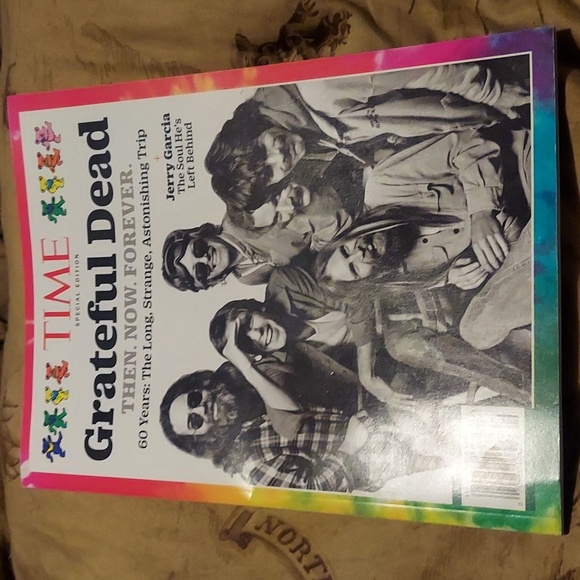 TIME
SPECIAL EDITION
Grateful Dead
THEN. NOW. FOREVER.
60 Years: The Long, Strange, Astonishing Trip
+
Jerry Garcia
The Soul He's
Left Behind
NORTH